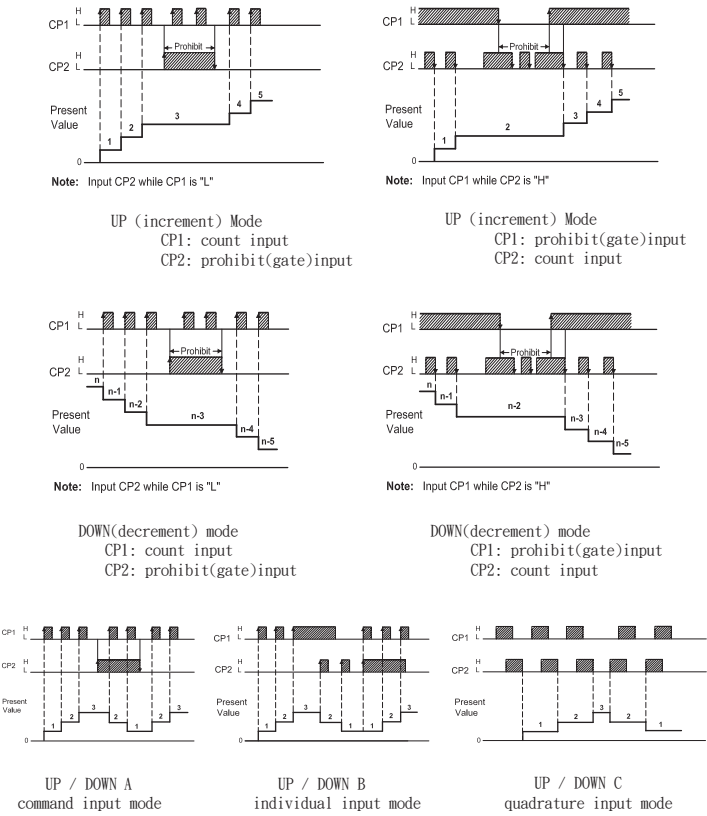 H
CP1 L
Prohibit
H
CP2 L
Present
Value
1
2
3
4
5
0
Note: Input CP2 while CP1 is "L"
UP (increment) Mode
CP1: count input
CP2: prohibit(gate)input
H
CP1 L
Prohibit
H
CP2 L
Present
Value
1
2
3
4
5
0
Note: Input CP1 while CP2 is "H"
UP (increment) Mode
CP1: prohibit(gate)input
CP2: count input
H
CP1 L
Prohibit
H
CP2 L
n
n-1
n-2
n-3
n-4
n-5
Present
Value
0
Note: Input CP2 while CP1 is "L"
DOWN(decrement) mode
CP1: count input
CP2: prohibit(gate)input
H
CP1 L
Prohibit
H
CP2 L
n
n-1
n-2
n-3
n-4
n-5
Present
Value
0
Note: Input CP1 while CP2 is "H"
DOWN(decrement) mode
CP1: prohibit(gate)input
CP2: count input
CP1 H
L
CP2 H
L
Present
Value
1 2 3 2 1 2 3
0
UP / DOWN A
command input mode
CP1 H
L
CP2 H
L
Present
Value
1 2 3 2 1 1 2 3
0
UP / DOWN B
individual input mode
CP1 H
L
CP2 H
L
Present
Value
1 2 3 2 1
0
UP / DOWN C
quadrature input mode